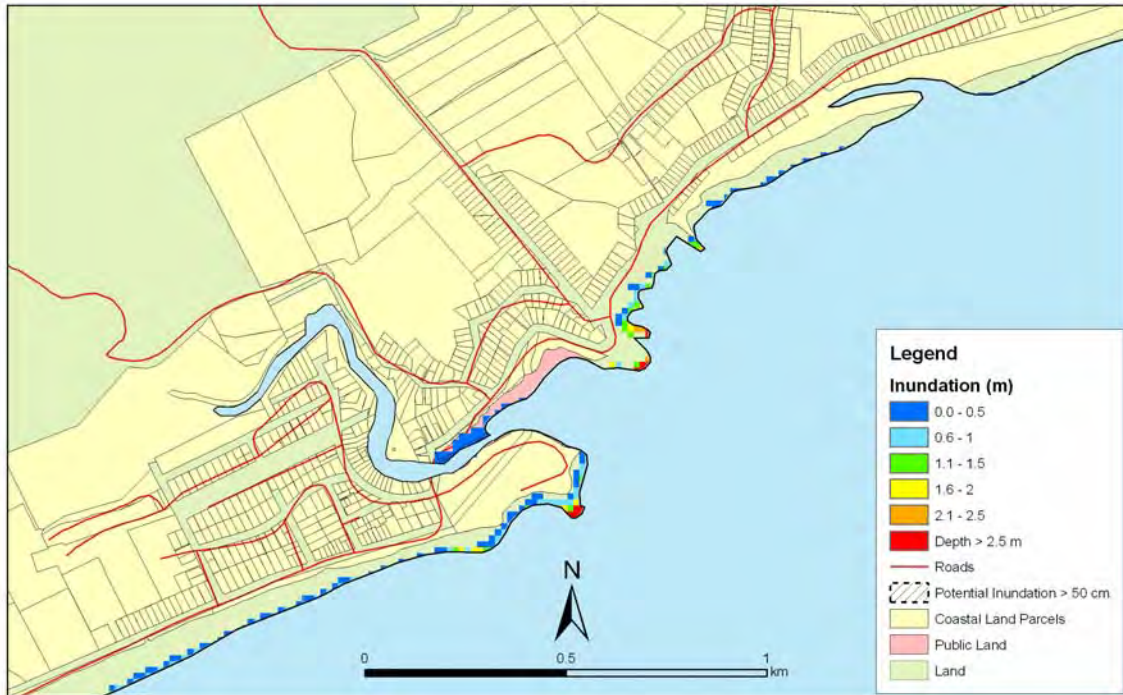 Legend
Inundation (m)
0.0 - 0.5
0.6 - 1
1.1 - 1.5
1.6 - 2
2.1 - 2.5
Depth > 2.5 m
Roads
Potential Inundation > 50 cm
Coastal Land Parcels
Public Land
Land
N
0 0.5 1
km